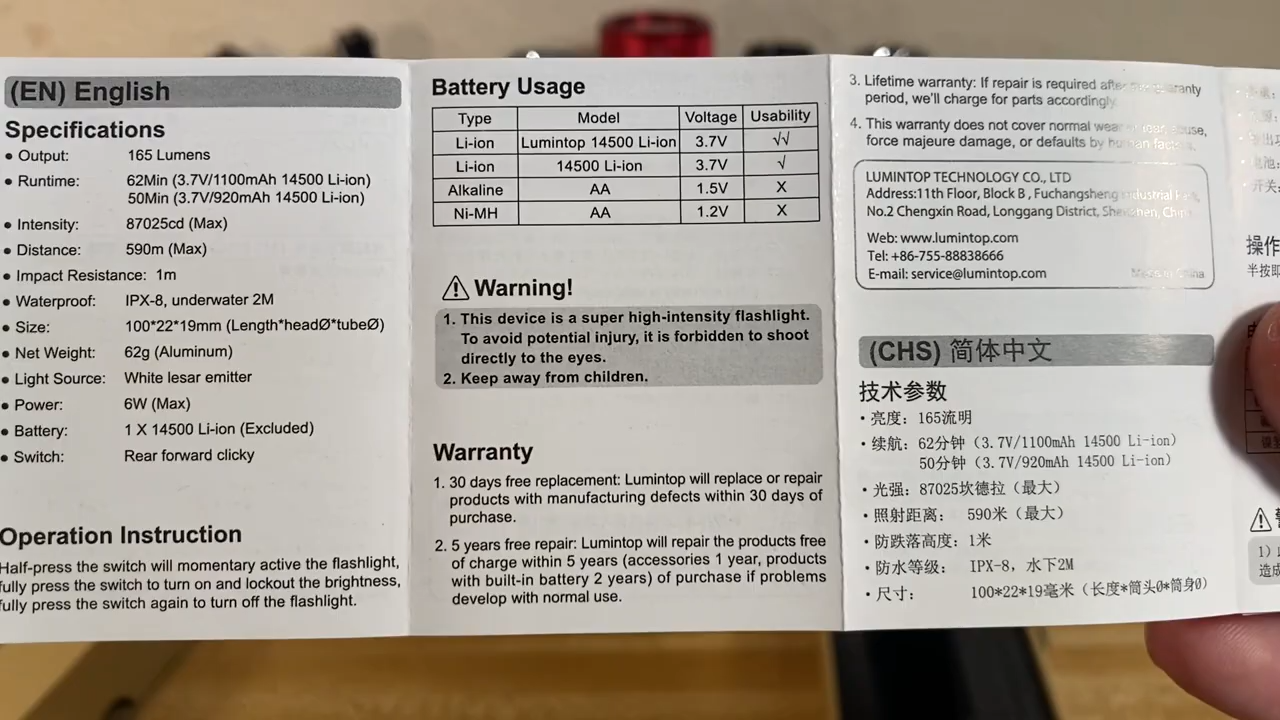 (EN) English
Specifications
● Output: 165 Lumens
● Runtime: 62Min (3.7V/1100mAh 14500 Li-ion)
50Min (3.7V/920mAh 14500 Li-ion)
● Intensity: 87025cd (Max)
● Distance: 590m (Max)
● Impact Resistance: 1m
● Waterproof: IPX-8, underwater 2M
● Size: 100*22*19mm (Length*headØ*tubeØ)
● Net Weight: 62g (Aluminum)
● Light Source: White lesar emitter
● Power: 6W (Max)
● Battery: 1 X 14500 Li-ion (Excluded)
● Switch: Rear forward clicky
Operation Instruction
Half-press the switch will momentary active the flashlight,
fully press the switch to turn on and lockout the brightness,
fully press the switch again to turn off the flashlight.
Battery Usage
Type Model Voltage Usability
Li-ion Lumintop 14500 Li-ion 3.7V √√
Li-ion 14500 Li-ion 3.7V √
Alkaline AA 1.5V X
Ni-MH AA 1.2V X
⚠ Warning!
1. This device is a super high-intensity flashlight.
To avoid potential injury, it is forbidden to shoot
directly to the eyes.
2. Keep away from children.
Warranty
1. 30 days free replacement: Lumintop will replace or repair
products with manufacturing defects within 30 days of
purchase.
2. 5 years free repair: Lumintop will repair the products free
of charge within 5 years (accessories 1 year, products
with built-in battery 2 years) of purchase if problems
develop with normal use.
3. Lifetime warranty: If repair is required after
period, we'll charge for parts accordingly.
4. This warranty does not cover normal wear
force majeure damage, or defaults by human factors.
LUMINTOP TECHNOLOGY CO., LTD
Address:11th Floor, Block B , Fuchangsheng Industrial Park,
No.2 Chengxin Road, Longgang District, Shenzhen, China
Web: www.lumintop.com
Tel: +86-755-88838666
E-mail: service@lumintop.com
Made in China
(CHS) 简体中文
技术参数
• 亮度: 165流明
• 续航: 62分钟 (3.7V/1100mAh 14500 Li-ion)
50分钟 (3.7V/920mAh 14500 Li-ion)
• 光强: 87025坎德拉（最大）
• 照射距离: 590米（最大）
• 防跌落高度: 1米
• 防水等级: IPX-8，水下2M
• 尺寸: 100*22*19毫米（长度*筒头Ø*筒身Ø）
操作
半按即
⚠
1)
造成